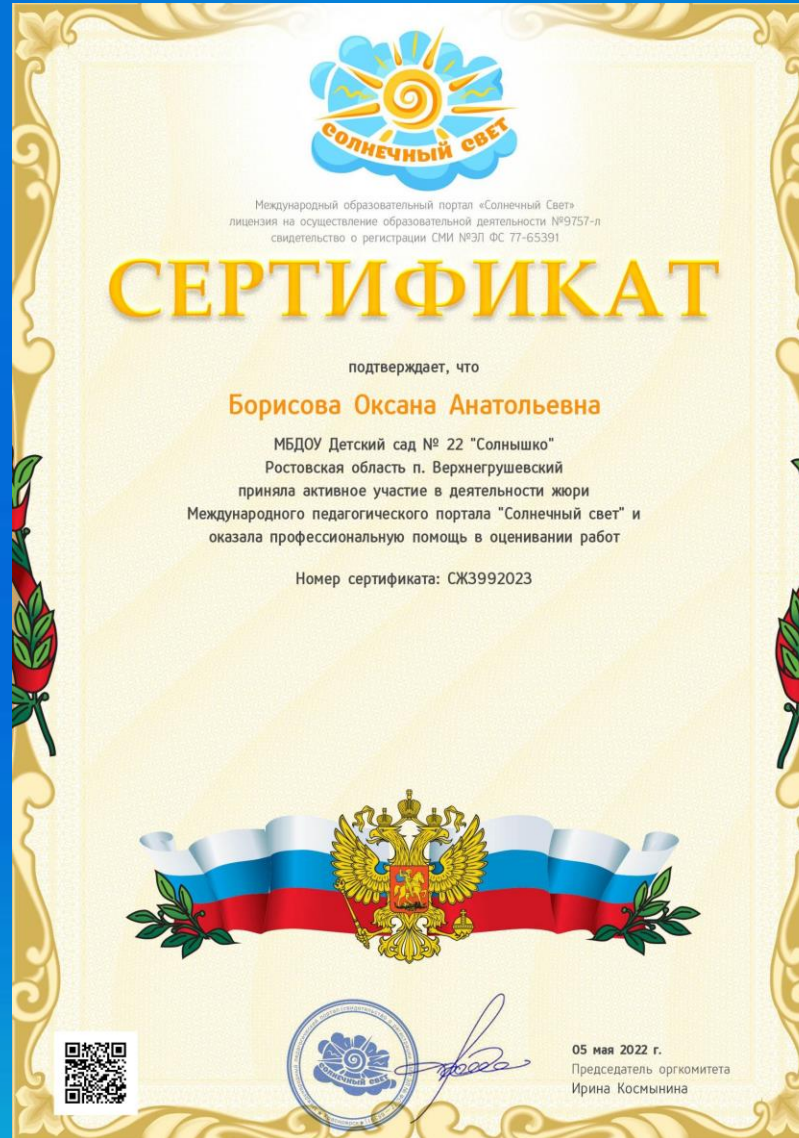 СОЛНЕЧНЫЙ СВЕТ
Международный образовательный портал «Солнечный Свет»
лицензия на осуществление образовательной деятельности №9757-л
свидетельство о регистрации СМИ №ЭЛ ФС 77-65391
СЕРТИФИКАТ
подтверждает, что
Борисова Оксана Анатольевна
МБДОУ Детский сад № 22 "Солнышко"
Ростовская область п. Верхнегрушевский
приняла активное участие в деятельности жюри
Международного педагогического портала "Солнечный свет" и
оказала профессиональную помощь в оценивании работ
Номер сертификата: СЖ3992023
СОЛНЕЧНЫЙ СВЕТ
05 мая 2022 г.
Председатель оргкомитета
Ирина Космынина